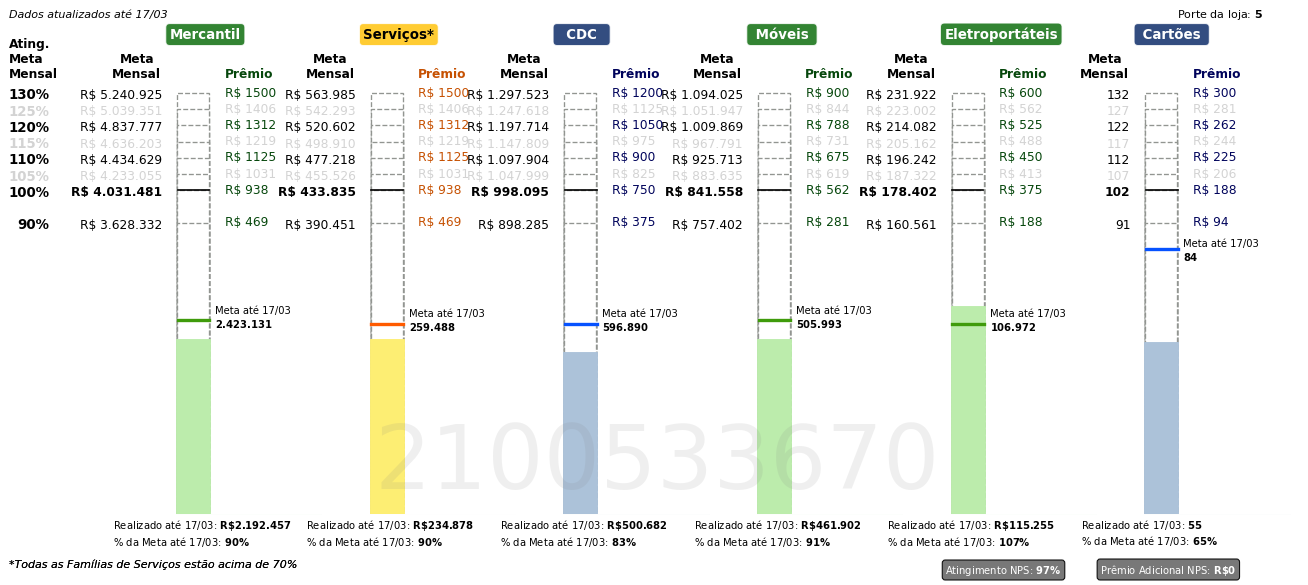 Dados atualizados até 17/03
Porte da loja: 5
Mercantil Serviços* CDC Móveis Eletroportáteis Cartões
Ating. Meta Mensal
Meta Mensal Prêmio Meta Mensal Prêmio Meta Mensal Prêmio Meta Mensal Prêmio Meta Mensal Prêmio Meta Mensal Prêmio
130% R$ 5.240.925 R$ 1500 R$ 563.985 R$ 1500 R$ 1.297.523 R$ 1200 R$ 1.094.025 R$ 900 R$ 231.922 R$ 600 132 R$ 300
125% R$ 5.039.351 R$ 1406 R$ 542.293 R$ 1406 R$ 1.247.618 R$ 1125 R$ 1.051.947 R$ 844 R$ 223.002 R$ 562 127 R$ 281
120% R$ 4.837.777 R$ 1312 R$ 520.602 R$ 1312 R$ 1.197.714 R$ 1050 R$ 1.009.869 R$ 788 R$ 214.082 R$ 525 122 R$ 262
115% R$ 4.636.203 R$ 1219 R$ 498.910 R$ 1219 R$ 1.147.809 R$ 975 R$ 967.791 R$ 731 R$ 205.162 R$ 488 117 R$ 244
110% R$ 4.434.629 R$ 1125 R$ 477.218 R$ 1125 R$ 1.097.904 R$ 900 R$ 925.713 R$ 675 R$ 196.242 R$ 450 112 R$ 225
105% R$ 4.233.055 R$ 1031 R$ 455.526 R$ 1031 R$ 1.047.999 R$ 825 R$ 883.635 R$ 619 R$ 187.322 R$ 413 107 R$ 206
100% R$ 4.031.481 R$ 938 R$ 433.835 R$ 938 R$ 998.095 R$ 750 R$ 841.558 R$ 562 R$ 178.402 R$ 375 102 R$ 188
90% R$ 3.628.332 R$ 469 R$ 390.451 R$ 469 R$ 898.285 R$ 375 R$ 757.402 R$ 281 R$ 160.561 R$ 188 91 R$ 94
Meta até 17/03
84
Meta até 17/03 Meta até 17/03 Meta até 17/03 Meta até 17/03 Meta até 17/03
2.423.131 259.488 596.890 505.993 106.972
2100533670
Realizado até 17/03: R$2.192.457 Realizado até 17/03: R$234.878 Realizado até 17/03: R$500.682 Realizado até 17/03: R$461.902 Realizado até 17/03: R$115.255 Realizado até 17/03: 55
% da Meta até 17/03: 90% % da Meta até 17/03: 90% % da Meta até 17/03: 83% % da Meta até 17/03: 91% % da Meta até 17/03: 107% % da Meta até 17/03: 65%
*Todas as Famílias de Serviços estão acima de 70%
Atingimento NPS: 97% Prêmio Adicional NPS: R$0